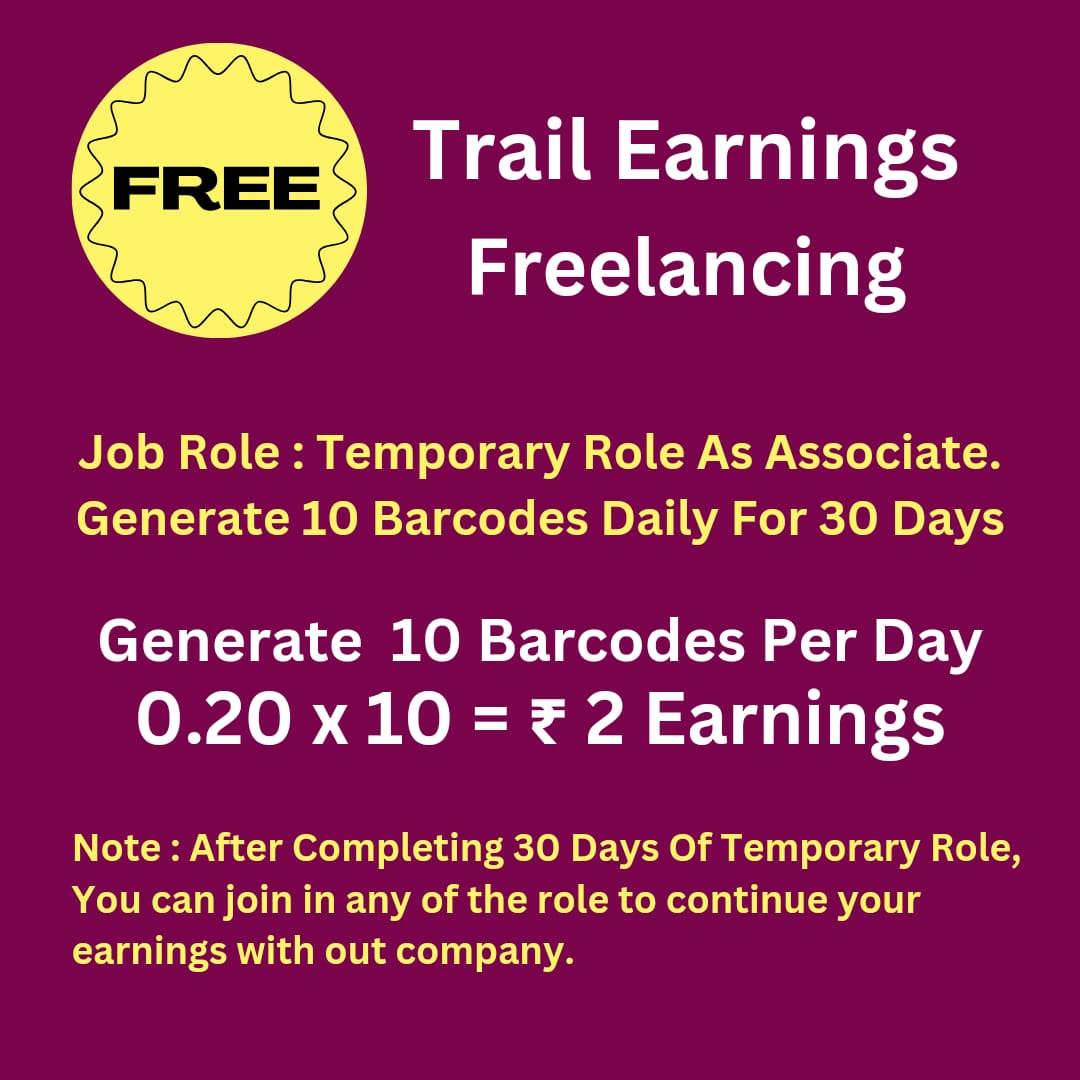 FREE
Trail Earnings
Freelancing
Job Role : Temporary Role As Associate.
Generate 10 Barcodes Daily For 30 Days
Generate 10 Barcodes Per Day
0.20 x 10 = ₹ 2 Earnings
Note : After Completing 30 Days Of Temporary Role,
You can join in any of the role to continue your
earnings with out company.